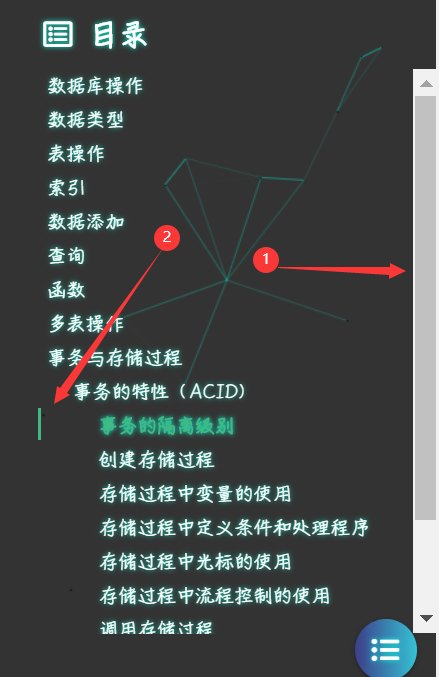 目录
数据库操作
数据类型
表操作
索引
数据添加
查询
函数
多表操作
事务与存储过程
事务的特性（ACID）
事务的隔离级别
创建存储过程
存储过程中变量的使用
存储过程中定义条件和处理程序
存储过程中光标的使用
存储过程中流程控制的使用
调用存储过程
2
1